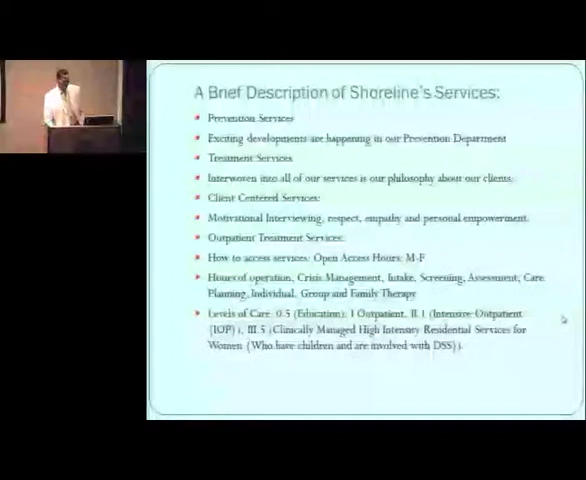 A Brief Description of Shoreline's Services:
Prevention Services
Exciting developments are happening in our Prevention Department
Treatment Services
Interwoven into all of our services is our philosophy about our clients.
Client Centered Services:
Motivational Interviewing, respect, empathy and personal empowerment.
Outpatient Treatment Services:
How to access services: Open Access Hours: M-F
Hours of operation, Crisis Management, Intake, Screening, Assessment, Care
Planning, Individual, Group and Family Therapy
Levels of Care: 0.5 (Education), I Outpatient, II.1 (Intensive Outpatient
(IOP)), III.5 (Clinically Managed High Intensity Residential Services for
Women (Who have children and are involved with DSS)).